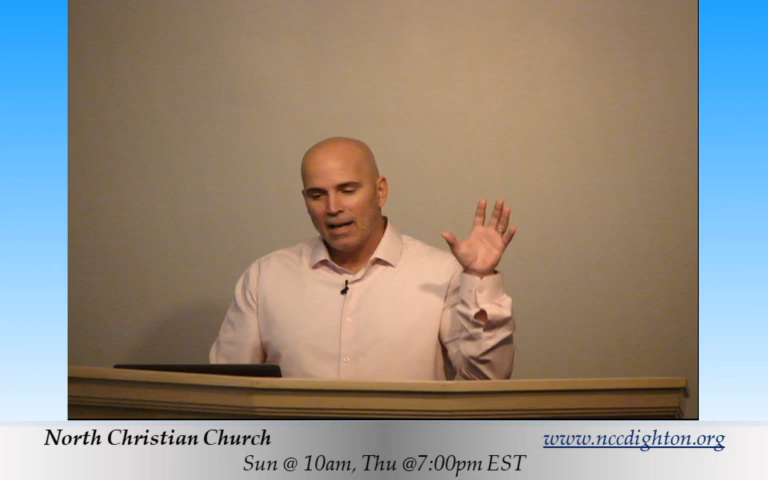 North Christian Church
www.nccdighton.org
Sun @ 10am, Thu @7:00pm EST